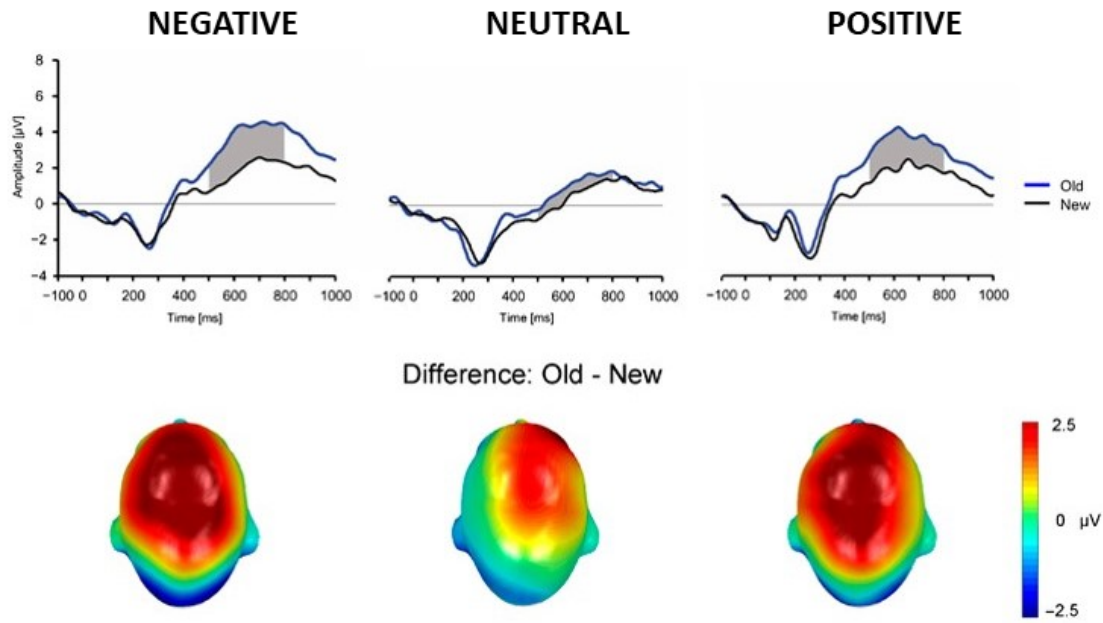 NEGATIVE NEUTRAL POSITIVE
8
6
4
2
0
−2
−4
Amplitude [µV]
−100 0 200 400 600 800 1000
Time [ms]
−100 0 200 400 600 800 1000
Time [ms]
−100 0 200 400 600 800 1000
Time [ms]
Old
New
Difference: Old - New
2.5
0 µV
−2.5